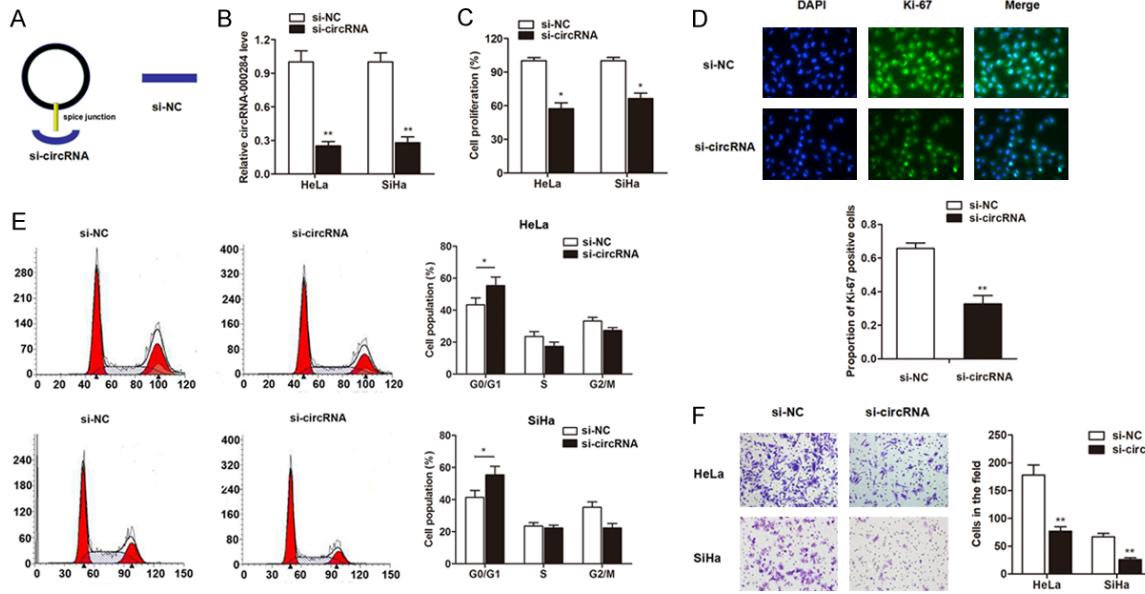 A
spice junction
si-NC
si-circRNA
B
si-NC
si-circRNA
Relative circRNA-000284 leve
1.2
0.9
0.6
0.3
0.0
**
**
HeLa
SiHa
C
si-NC
si-circRNA
Cell proliferation (%)
150
120
90
60
30
0
*
*
HeLa
SiHa
D
DAPI
Ki-67
Merge
si-NC
si-circRNA
si-NC
si-circRNA
Proportion of Ki-67 positive cells
0.8
0.6
0.4
0.2
0.0
**
si-NC
si-circRNA
E
si-NC
280
210
140
70
0
0 20 40 60 80 100 120
si-circRNA
400
320
240
160
80
0
0 20 40 60 80 100 120
HeLa
si-NC
si-circRNA
Cell population (%)
80
60
40
20
0
*
G0/G1
S
G2/M
si-NC
240
180
120
60
0
0 30 60 90 120 150
si-circRNA
400
320
240
160
80
0
0 30 60 90 120 150
SiHa
si-NC
si-circRNA
Cell population (%)
80
60
40
20
0
*
G0/G1
S
G2/M
F
si-NC
si-circRNA
HeLa
SiHa
si-NC
si-circ
Cells in the field
250
200
150
100
50
0
**
**
HeLa
SiHa